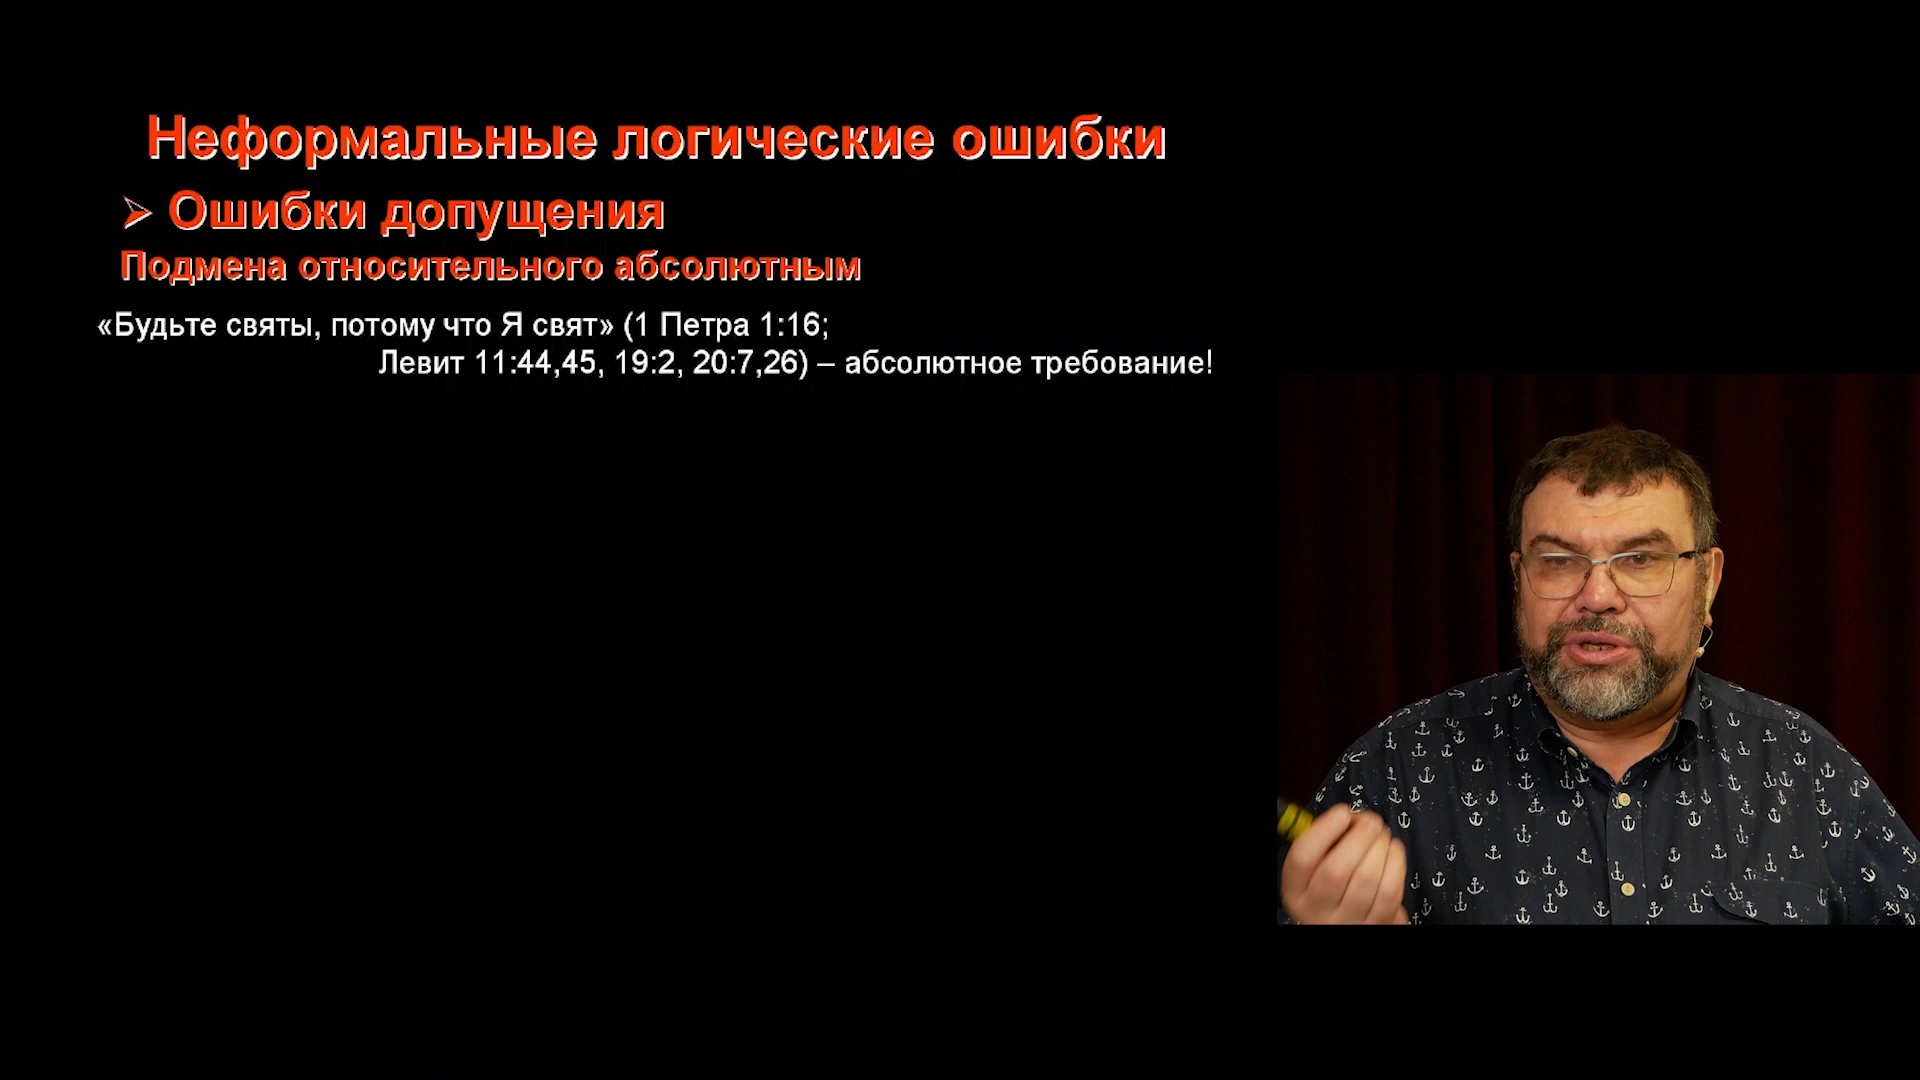 Неформальные логические ошибки
➢ Ошибки допущения
Подмена относительного абсолютным
«Будьте святы, потому что Я свят» (1 Петра 1:16;
Левит 11:44,45, 19:2, 20:7,26) – абсолютное требование!